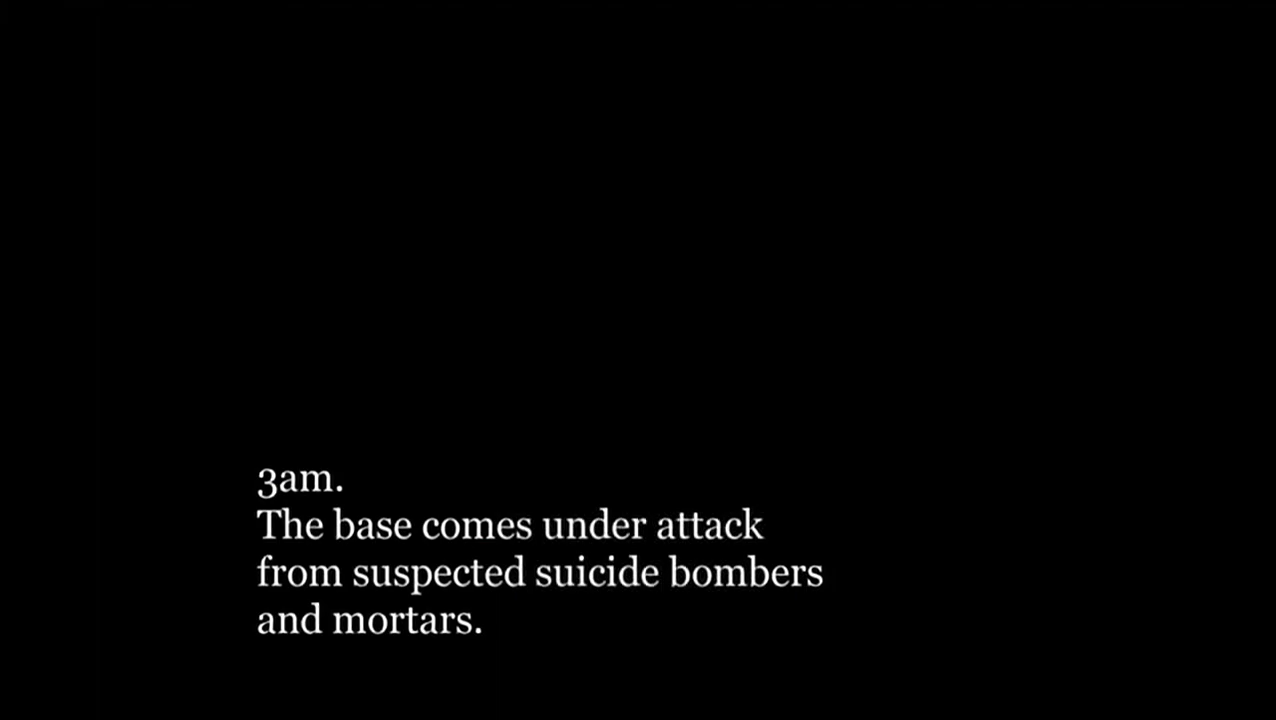 3am.
The base comes under attack
from suspected suicide bombers
and mortars.